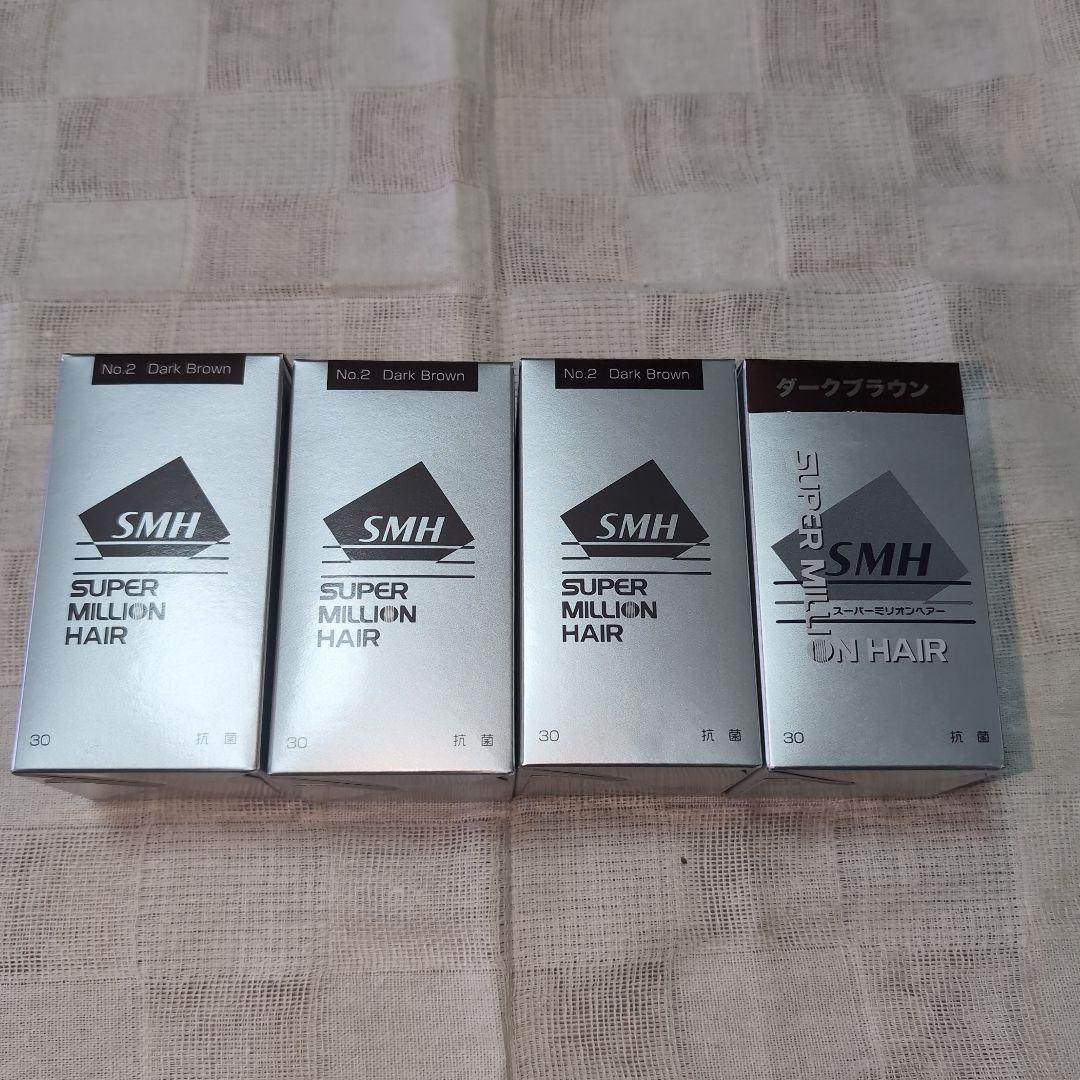 No.2 Dark Brown
SMH
SUPER
MILLION
HAIR
30
抗菌
No.2 Dark Brown
SMH
SUPER
MILLION
HAIR
30
抗菌
No.2 Dark Brown
SMH
SUPER
MILLION
HAIR
30
抗菌
ダークブラウン
SUPER MILLION HAIR
SMH
スーパーミリオンヘアー
30
抗菌